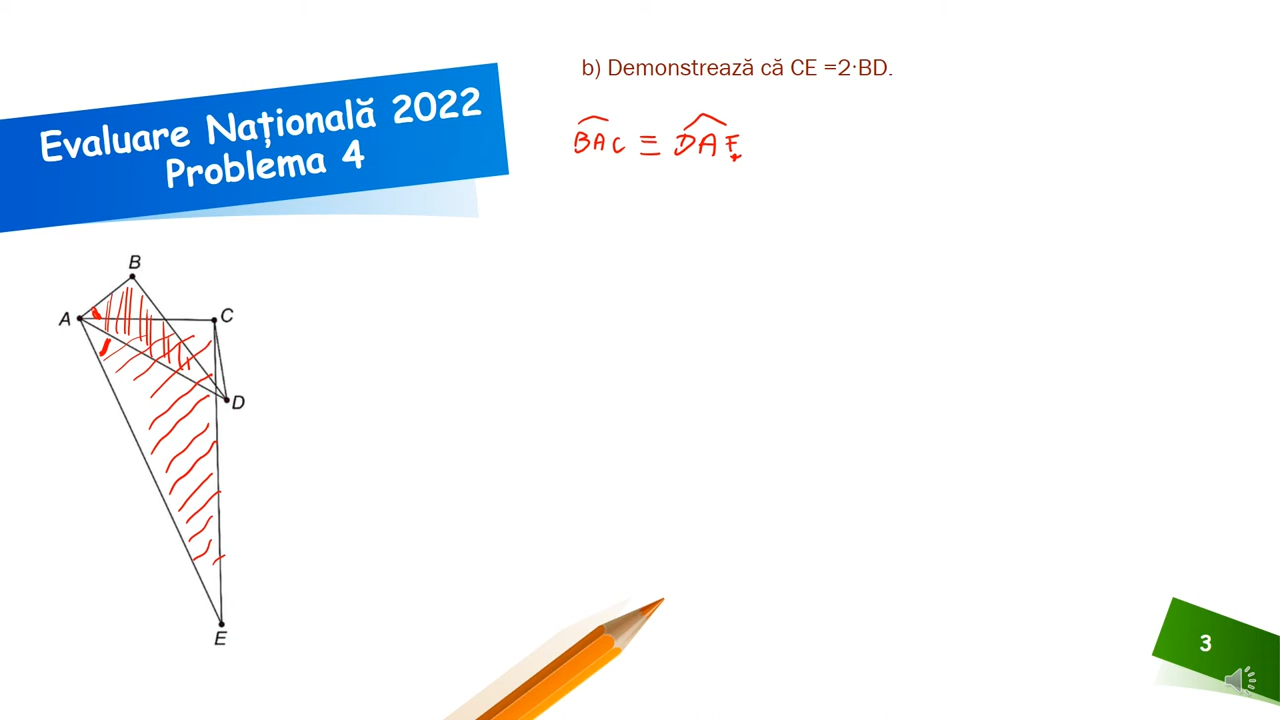 b) Demonstrează că CE =2·BD.
Evaluare Națională 2022
Problema 4
BAC ≡ DAE
B
A
C
D
E
3